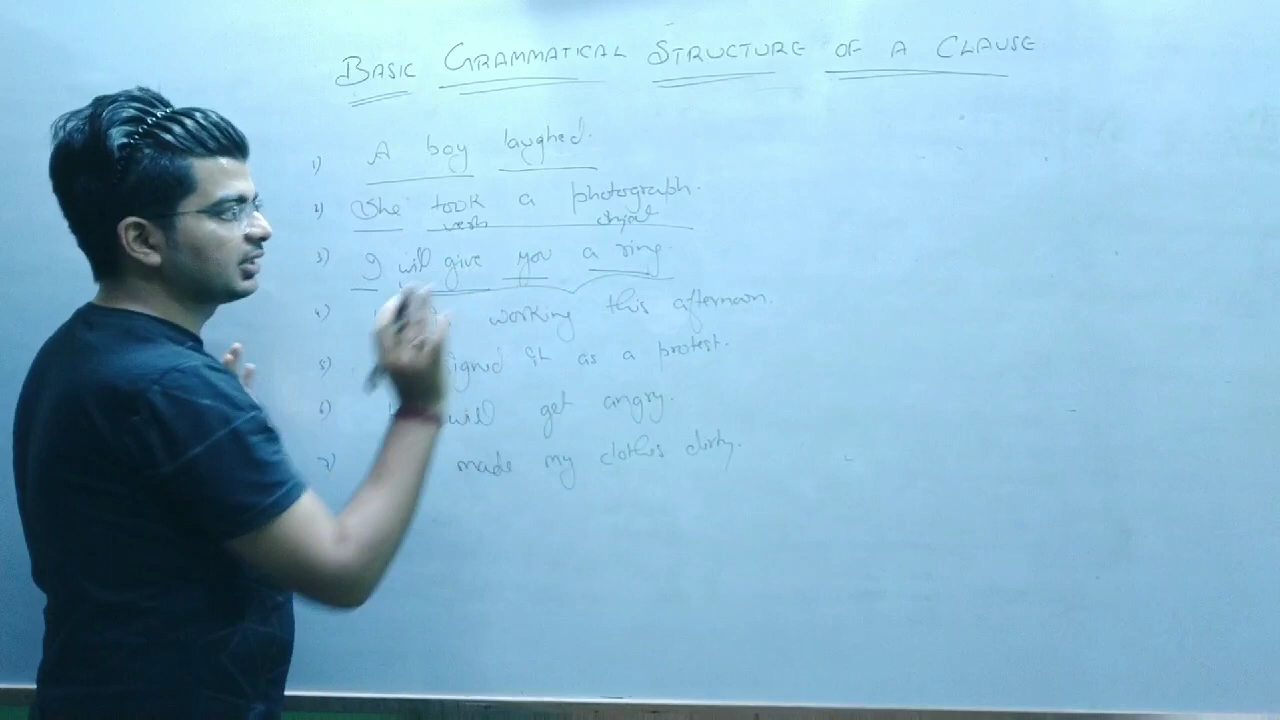 BASIC GRAMMATICAL STRUCTURE OF A CLAUSE
1) A boy laughed.
2) She took a photograph.
verb object
3) I will give you a ring.
4) working this afternoon.
5) signed it as a protest.
6) will get angry.
7) made my clothes dirty.